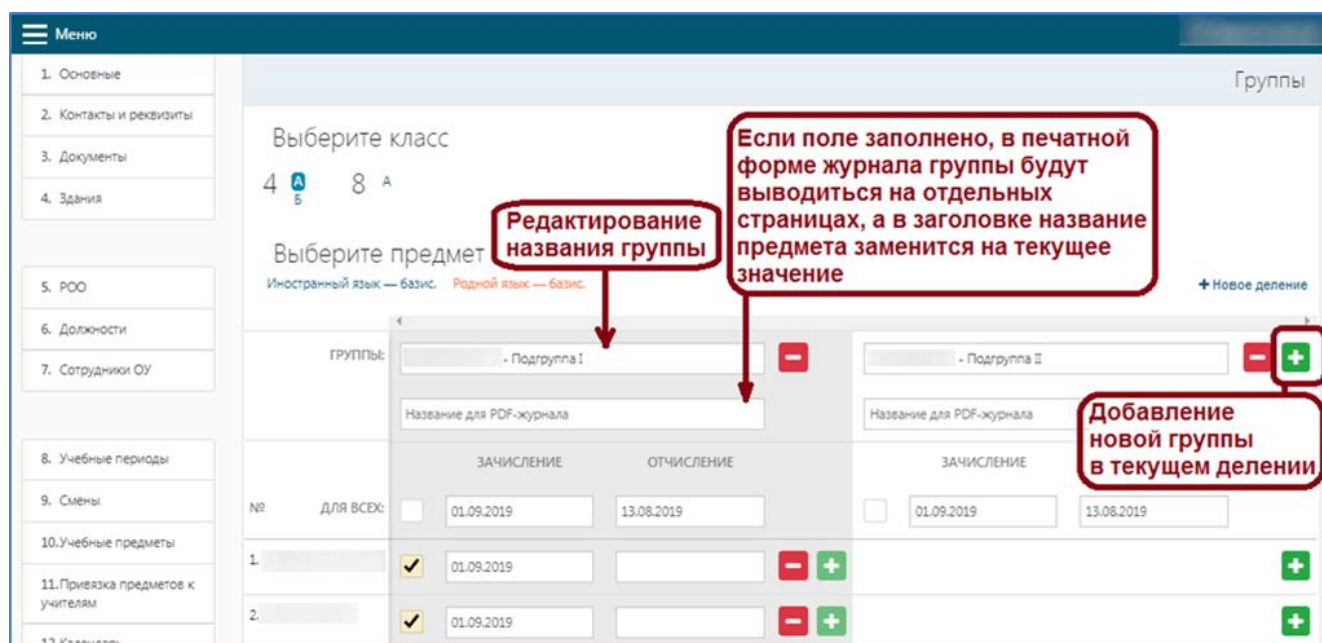 Меню
1. Основные
2. Контакты и реквизиты
3. Документы
4. Здания
5. РОО
6. Должности
7. Сотрудники ОУ
8. Учебные периоды
9. Смены
10.Учебные предметы
11.Привязка предметов к
учителям
12.Календарь
Группы
Выберите класс
4 А 8 А
Б
Если поле заполнено, в печатной
форме журнала группы будут
выводиться на отдельных
страницах, а в заголовке название
предмета заменится на текущее
значение
Редактирование
названия группы
Выберите предмет
Иностранный язык — базис. Родной язык — базис.
+ Новое деление
ГРУППЫ: - Подгруппа I - Подгруппа II
Название для PDF-журнала Название для PDF-журнала
Добавление
новой группы
в текущем делении
ЗАЧИСЛЕНИЕ ОТЧИСЛЕНИЕ ЗАЧИСЛЕНИЕ
№ ДЛЯ ВСЕХ: 01.09.2019 13.08.2019 01.09.2019 13.08.2019
1. 01.09.2019
2. 01.09.2019